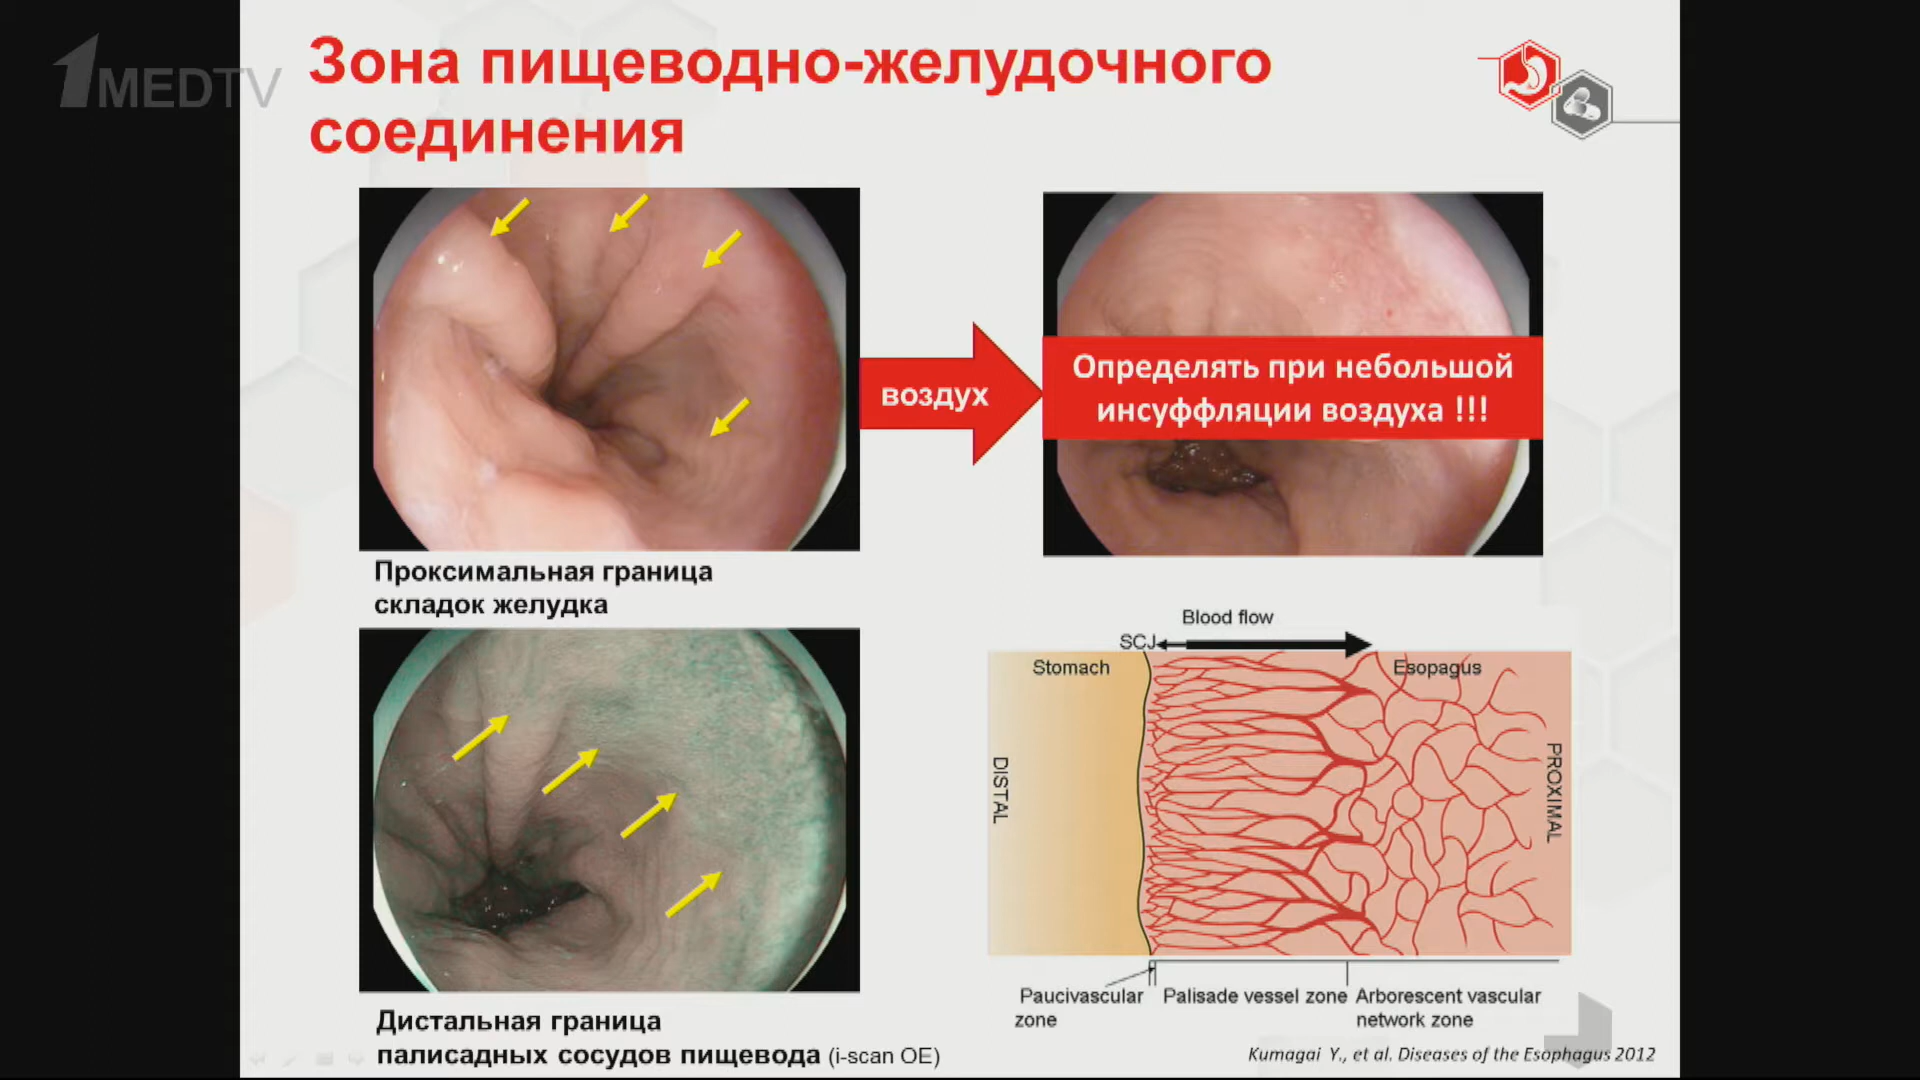 1MEDTV
Зона пищеводно-желудочного
соединения
воздух
Определять при небольшой
инсуффляции воздуха !!!
Проксимальная граница
складок желудка
Дистальная граница
палисадных сосудов пищевода (i-scan OE)
Blood flow
SCJ
Stomach
Esopagus
DISTAL
PROXIMAL
Paucivascular
zone
Palisade vessel zone
Arborescent vascular
network zone
Kumagai Y., et al. Diseases of the Esophagus 2012